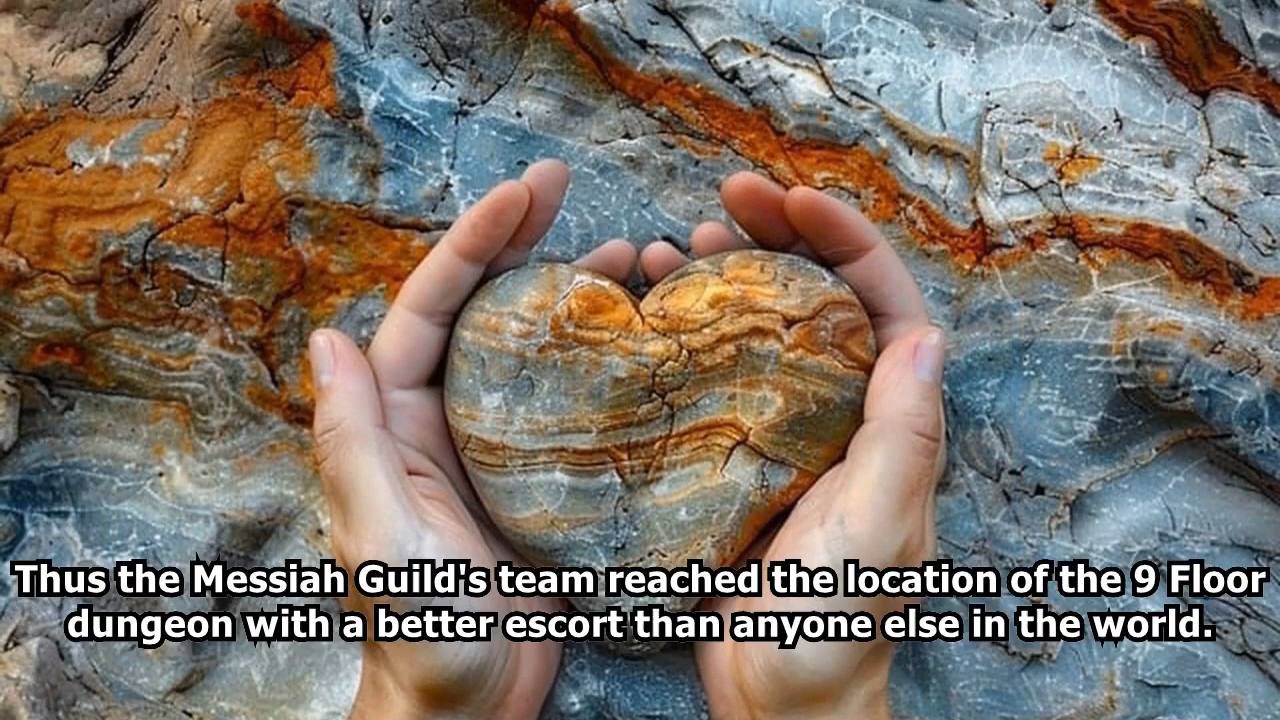 Thus the Messiah Guild's team reached the location of the 9 Floor
dungeon with a better escort than anyone else in the world.